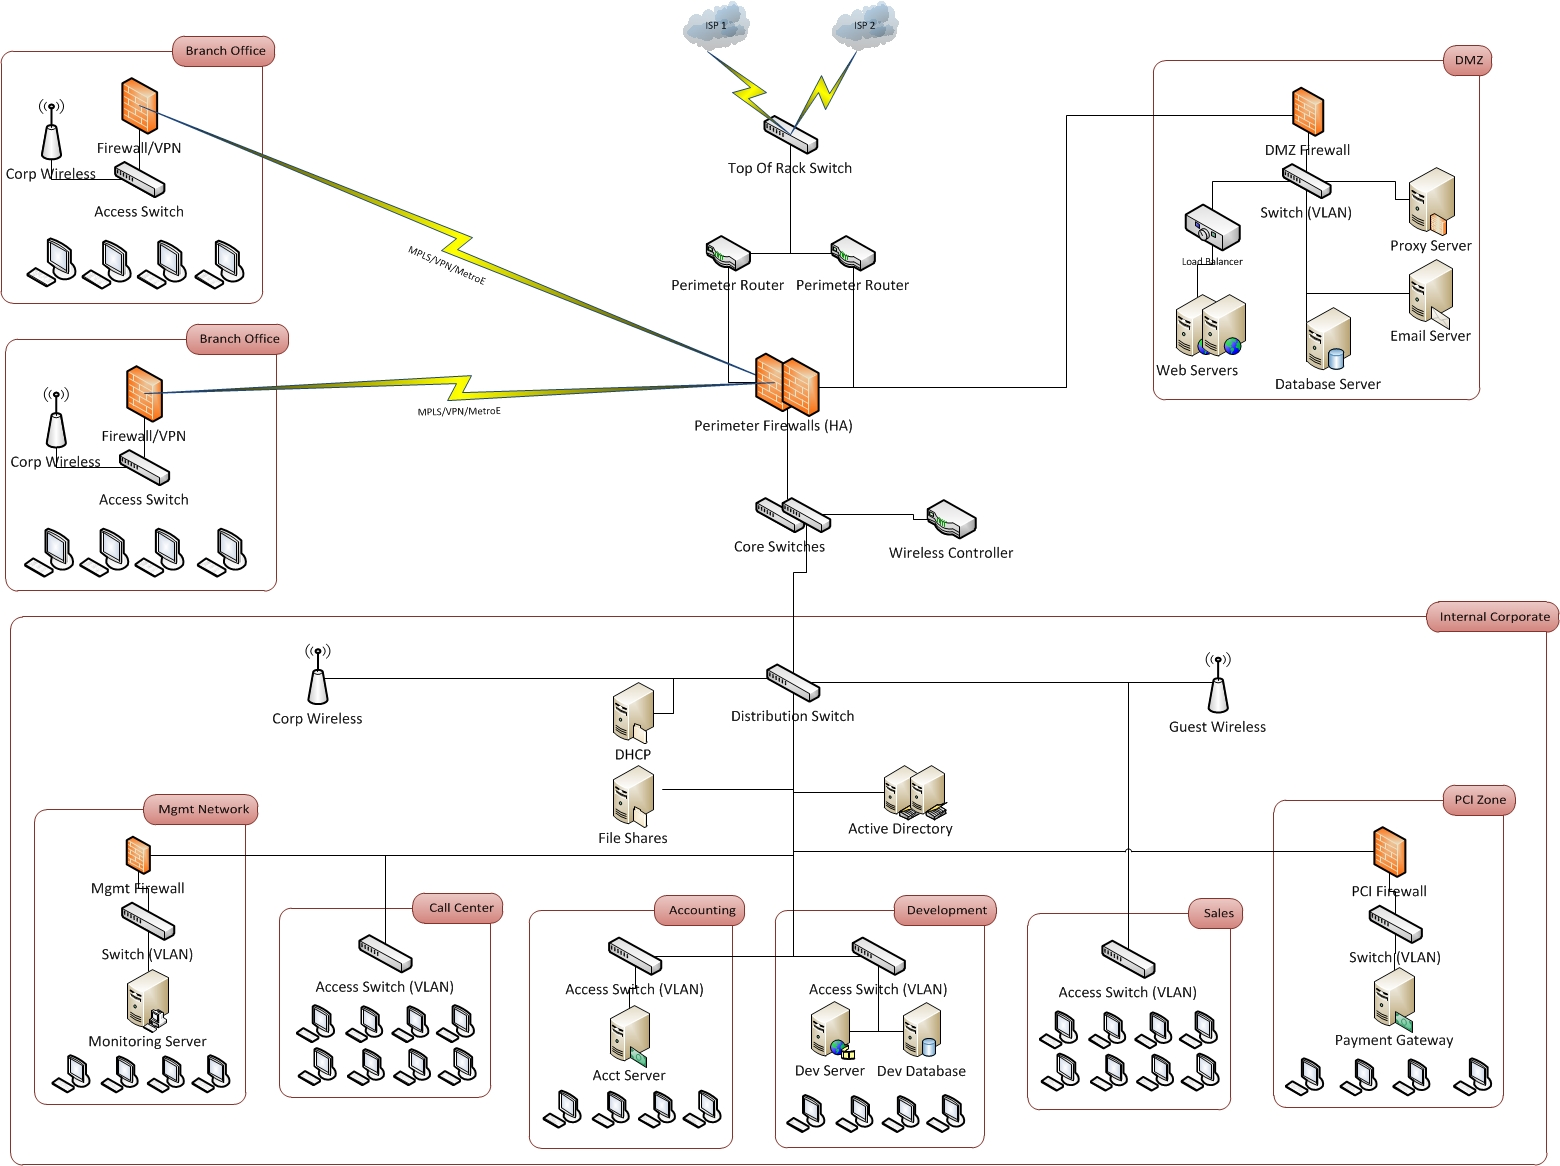 ISP 1
ISP 2
Branch Office
Firewall/VPN
Corp Wireless
Access Switch
MPLS/VPN/MetroE
Top Of Rack Switch
Perimeter Router
Perimeter Router
DMZ
DMZ Firewall
Switch (VLAN)
Proxy Server
Load Balancer
Email Server
Web Servers
Database Server
Branch Office
Firewall/VPN
Corp Wireless
Access Switch
MPLS/VPN/MetroE
Perimeter Firewalls (HA)
Core Switches
Wireless Controller
Internal Corporate
Corp Wireless
Distribution Switch
Guest Wireless
DHCP
File Shares
Active Directory
Mgmt Network
Mgmt Firewall
Switch (VLAN)
Monitoring Server
Call Center
Access Switch (VLAN)
Accounting
Access Switch (VLAN)
Acct Server
Development
Access Switch (VLAN)
Dev Server
Dev Database
Sales
Access Switch (VLAN)
PCI Zone
PCI Firewall
Switch (VLAN)
Payment Gateway